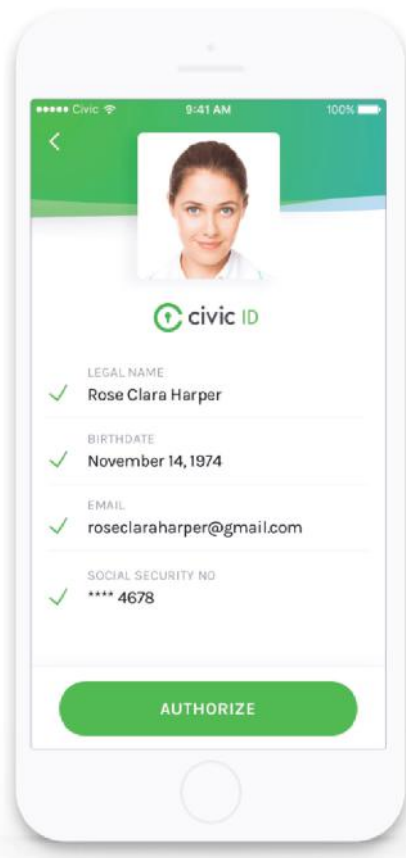 Civic 9:41 AM 100%
civic ID
LEGAL NAME
Rose Clara Harper
BIRTHDATE
November 14, 1974
EMAIL
roseclaraharper@gmail.com
SOCIAL SECURITY NO
**** 4678
AUTHORIZE